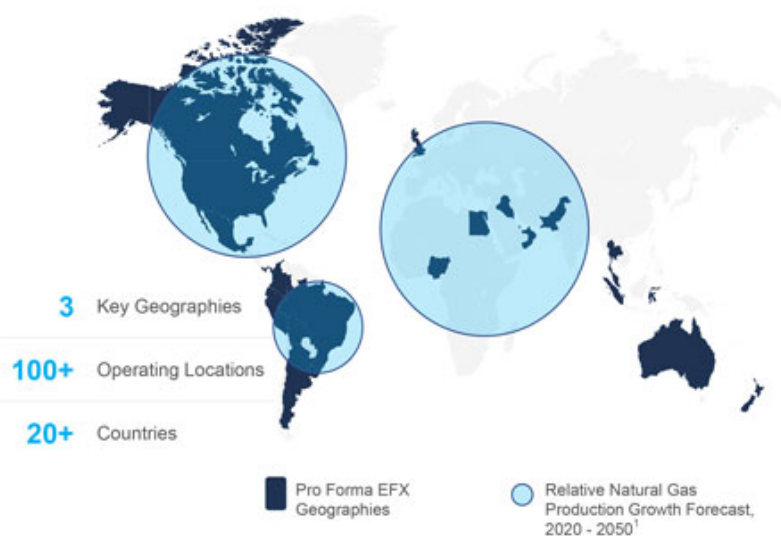 3 Key Geographies
100+ Operating Locations
20+ Countries
Pro Forma EFX
Geographies
Relative Natural Gas
Production Growth Forecast,
2020 - 2050¹